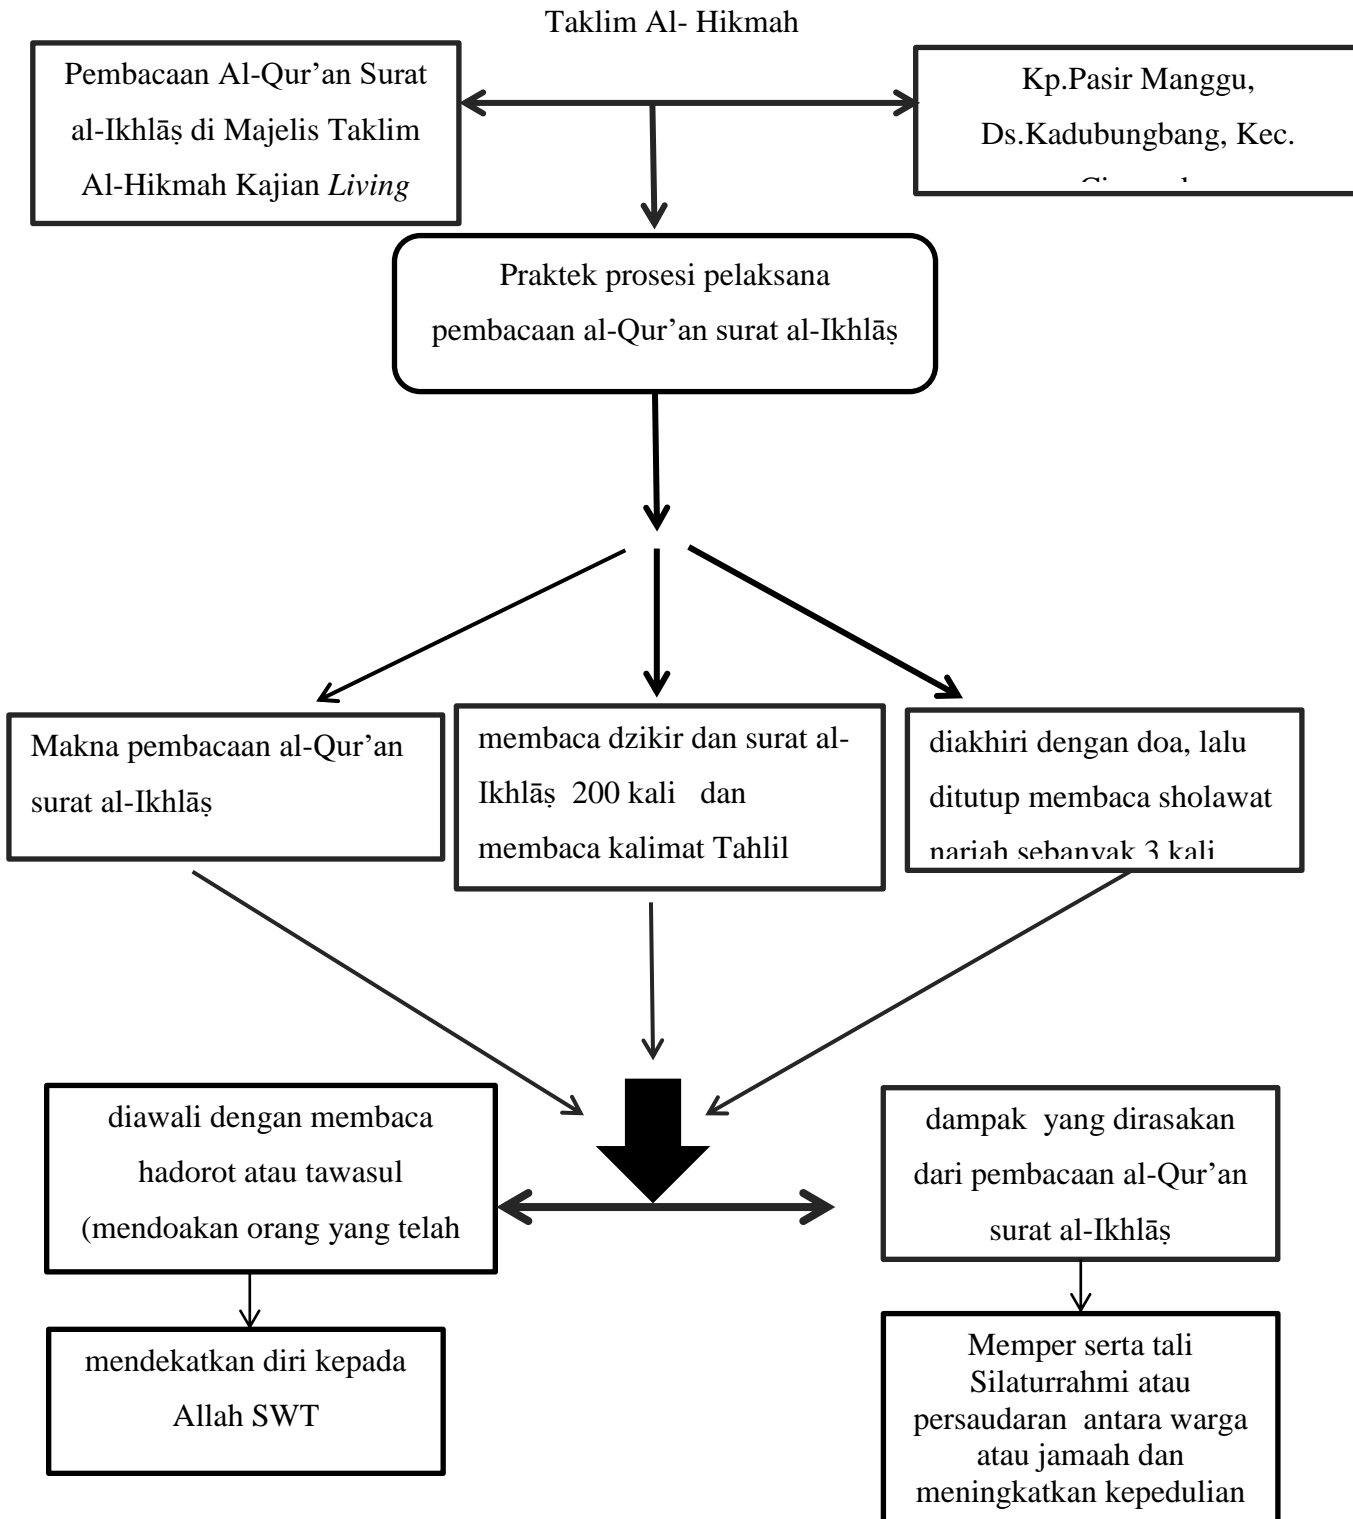 Taklim Al- Hikmah
Pembacaan Al-Qur’an Surat
al-Ikhlāṣ di Majelis Taklim
Al-Hikmah Kajian Living
Kp.Pasir Manggu,
Ds.Kadubungbang, Kec.
Praktek prosesi pelaksana
pembacaan al-Qur’an surat al-Ikhlāṣ
Makna pembacaan al-Qur’an
surat al-Ikhlāṣ
membaca dzikir dan surat al-
Ikhlāṣ 200 kali dan
membaca kalimat Tahlil
diakhiri dengan doa, lalu
ditutup membaca sholawat
nariah sebanyak 3 kali
diawali dengan membaca
hadorot atau tawasul
(mendoakan orang yang telah
dampak yang dirasakan
dari pembacaan al-Qur’an
surat al-Ikhlāṣ
mendekatkan diri kepada
Allah SWT
Memper serta tali
Silaturrahmi atau
persaudaran antara warga
atau jamaah dan
meningkatkan kepedulian